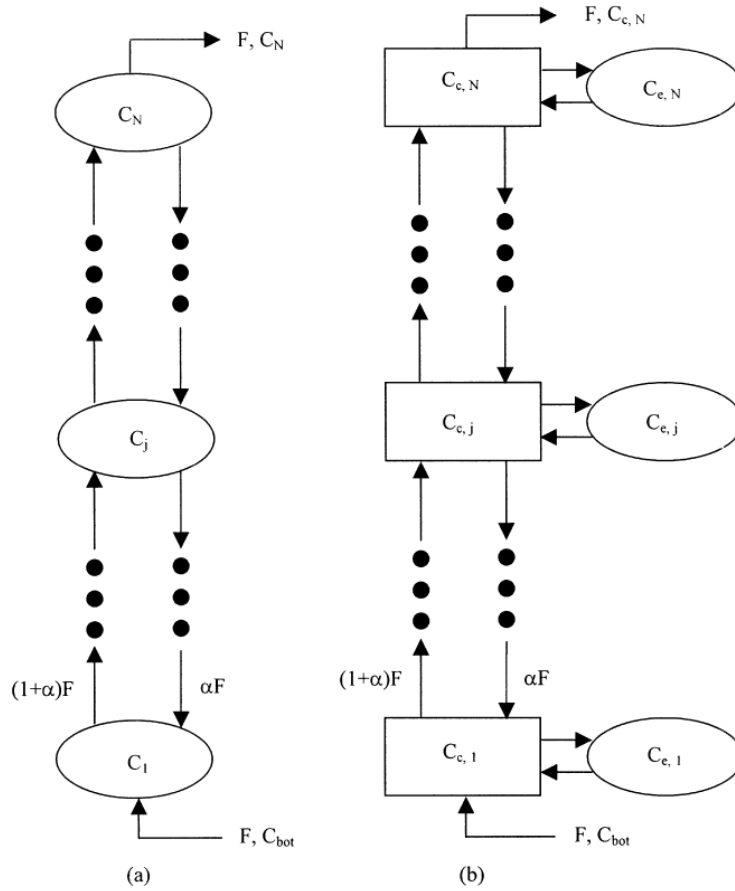 F, C_N
C_N
C_j
(1+α)F
αF
C_1
F, C_bot
(a)
F, C_c, N
C_c, N
C_e, N
C_c, j
C_e, j
(1+α)F
αF
C_c, 1
C_e, 1
F, C_bot
(b)